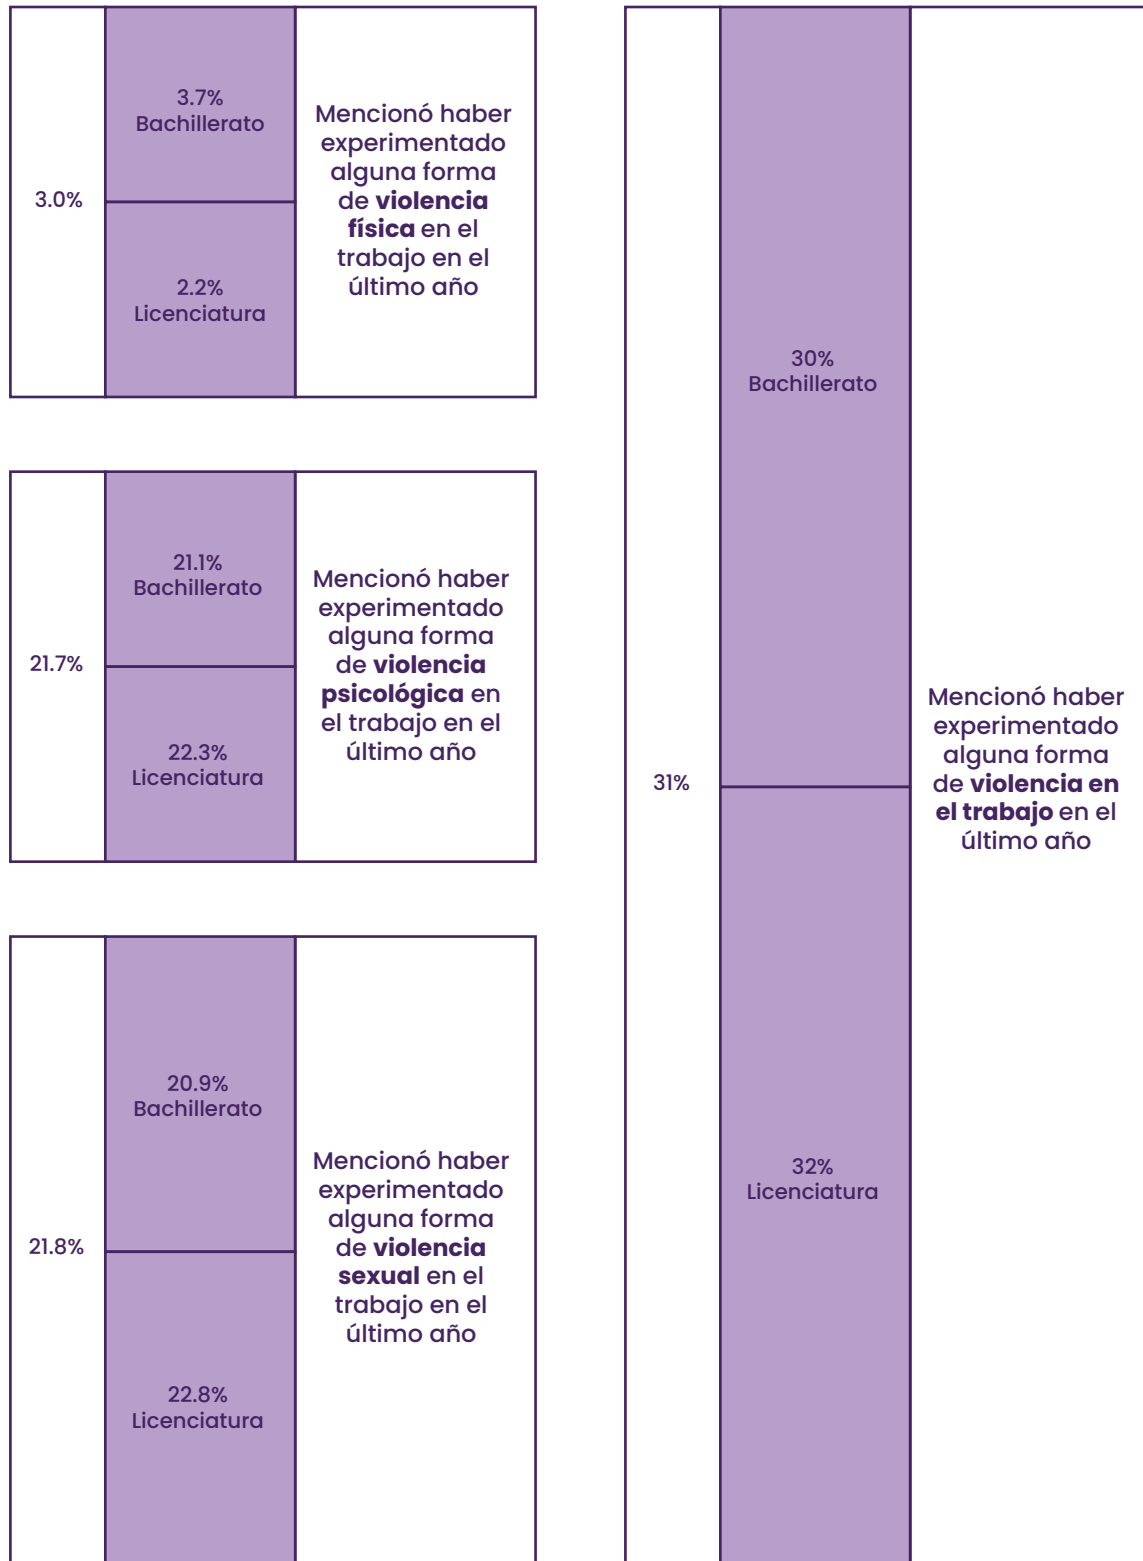 3.0%
3.7%
Bachillerato
2.2%
Licenciatura
Mencionó haber
experimentado
alguna forma
de violencia
física en el
trabajo en el
último año
21.7%
21.1%
Bachillerato
22.3%
Licenciatura
Mencionó haber
experimentado
alguna forma
de violencia
psicológica en
el trabajo en el
último año
21.8%
20.9%
Bachillerato
22.8%
Licenciatura
Mencionó haber
experimentado
alguna forma
de violencia
sexual en el
trabajo en el
último año
31%
30%
Bachillerato
32%
Licenciatura
Mencionó haber
experimentado
alguna forma
de violencia en
el trabajo en el
último año